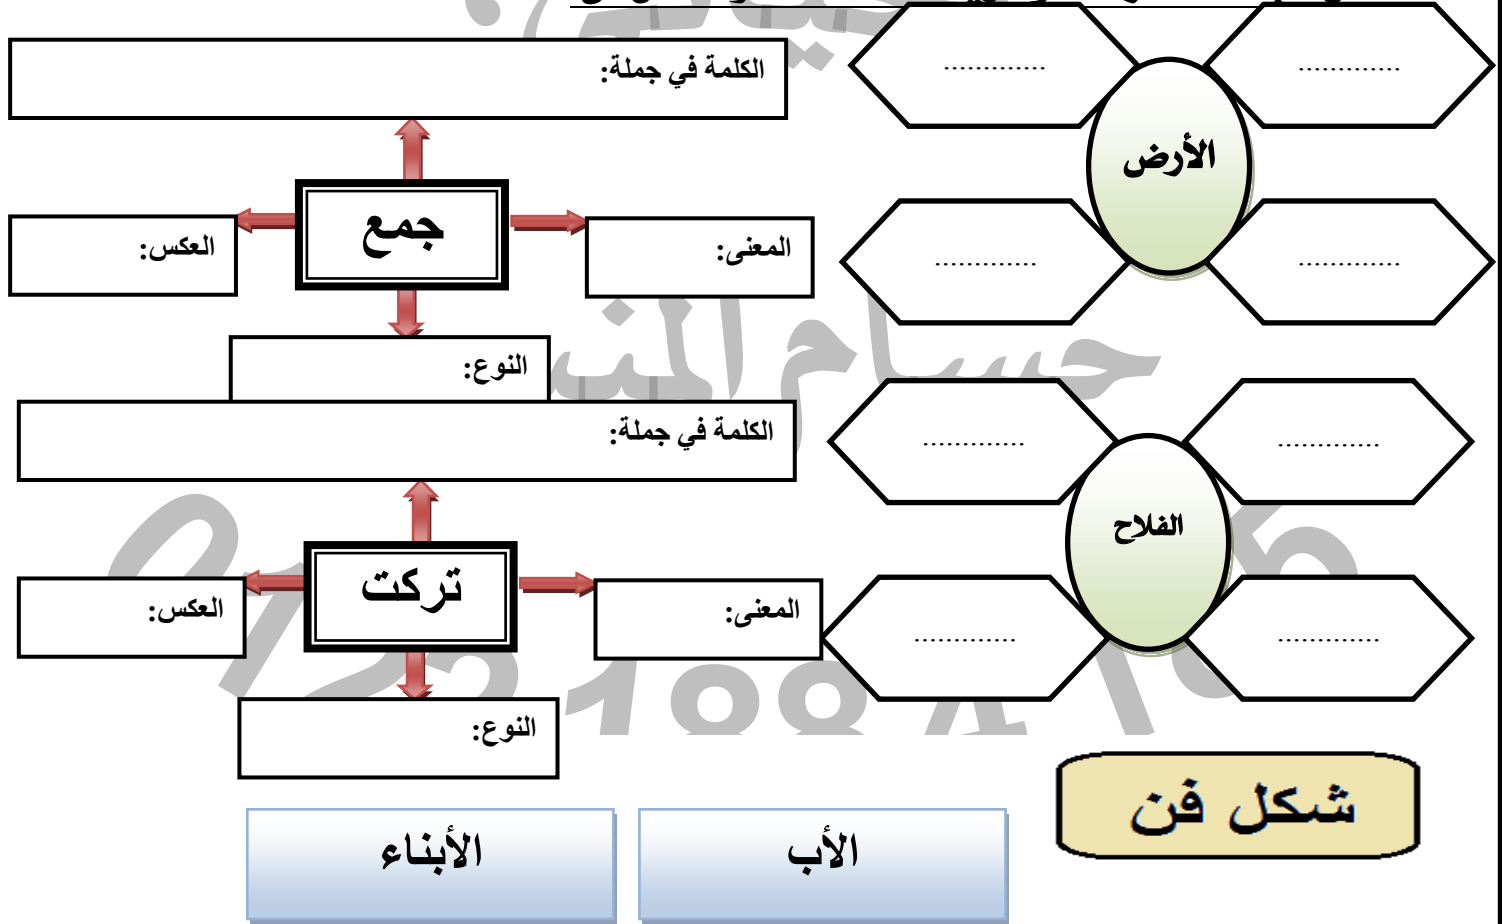 الكلمة في جملة:
.............
.............
الأرض
جمع
العكس:
المعنى:
.............
.............
حسام
النوع:
الكلمة في جملة:
.............
.............
الفلاح
تركت
العكس:
المعنى:
.............
.............
النوع:
شكل فن
الأب
الأبناء